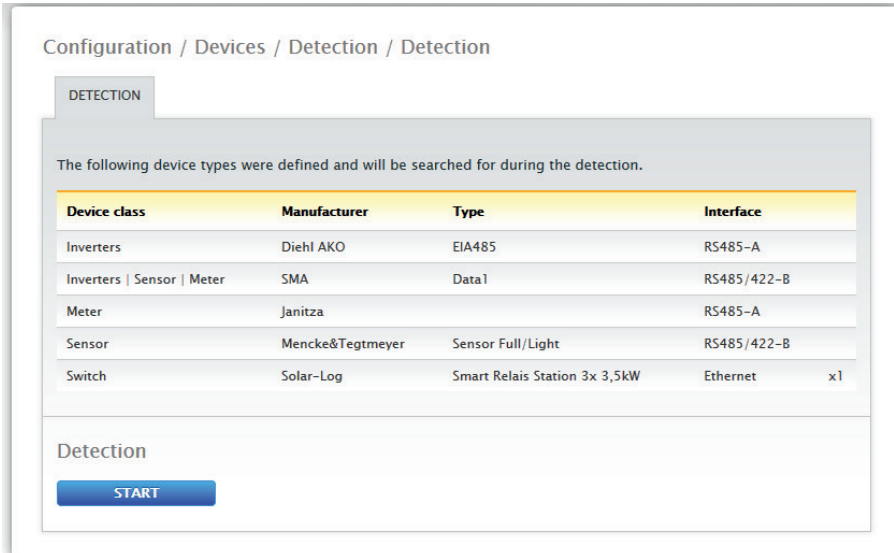 Configuration / Devices / Detection / Detection
DETECTION
The following device types were defined and will be searched for during the detection.
Device class Manufacturer Type Interface
Inverters Diehl AKO EIA485 RS485-A
Inverters | Sensor | Meter SMA Data1 RS485/422-B
Meter Janitza RS485-A
Sensor Mencke&Tegtmeyer Sensor Full/Light RS485/422-B
Switch Solar-Log Smart Relais Station 3x 3,5kW Ethernet x1
Detection
START